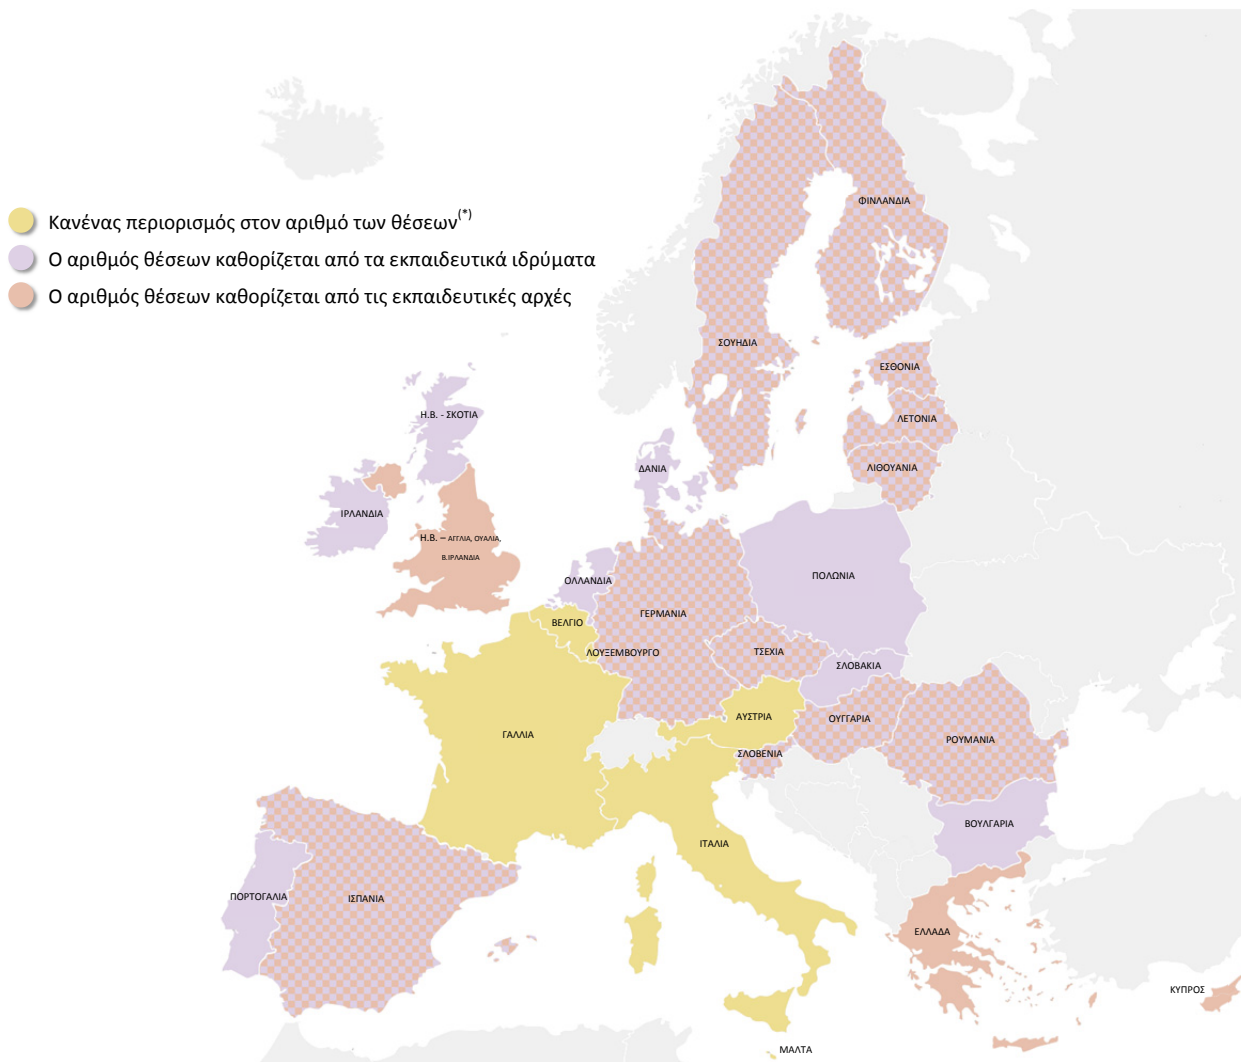 Κανένας περιορισμός στον αριθμό των θέσεων(*)
Ο αριθμός θέσεων καθορίζεται από τα εκπαιδευτικά ιδρύματα
Ο αριθμός θέσεων καθορίζεται από τις εκπαιδευτικές αρχές
ΦΙΝΛΑΝΔΙΑ
ΣΟΥΗΔΙΑ
ΕΣΘΟΝΙΑ
Η.Β. - ΣΚΟΤΙΑ
ΛΕΤΟΝΙΑ
ΔΑΝΙΑ
ΛΙΘΟΥΑΝΙΑ
ΙΡΛΑΝΔΙΑ
Η.Β. – ΑΓΓΛΙΑ, ΟΥΑΛΙΑ,
Β.ΙΡΛΑΝΔΙΑ
ΟΛΛΑΝΔΙΑ
ΠΟΛΩΝΙΑ
ΓΕΡΜΑΝΙΑ
ΒΕΛΓΙΟ
ΛΟΥΞΕΜΒΟΥΡΓΟ
ΤΣΕΧΙΑ
ΣΛΟΒΑΚΙΑ
ΑΥΣΤΡΙΑ
ΟΥΓΓΑΡΙΑ
ΓΑΛΛΙΑ
ΡΟΥΜΑΝΙΑ
ΣΛΟΒΕΝΙΑ
ΒΟΥΛΓΑΡΙΑ
ΙΤΑΛΙΑ
ΠΟΡΤΟΓΑΛΙΑ
ΙΣΠΑΝΙΑ
ΕΛΛΑΔΑ
ΚΥΠΡΟΣ
ΜΑΛΤΑ